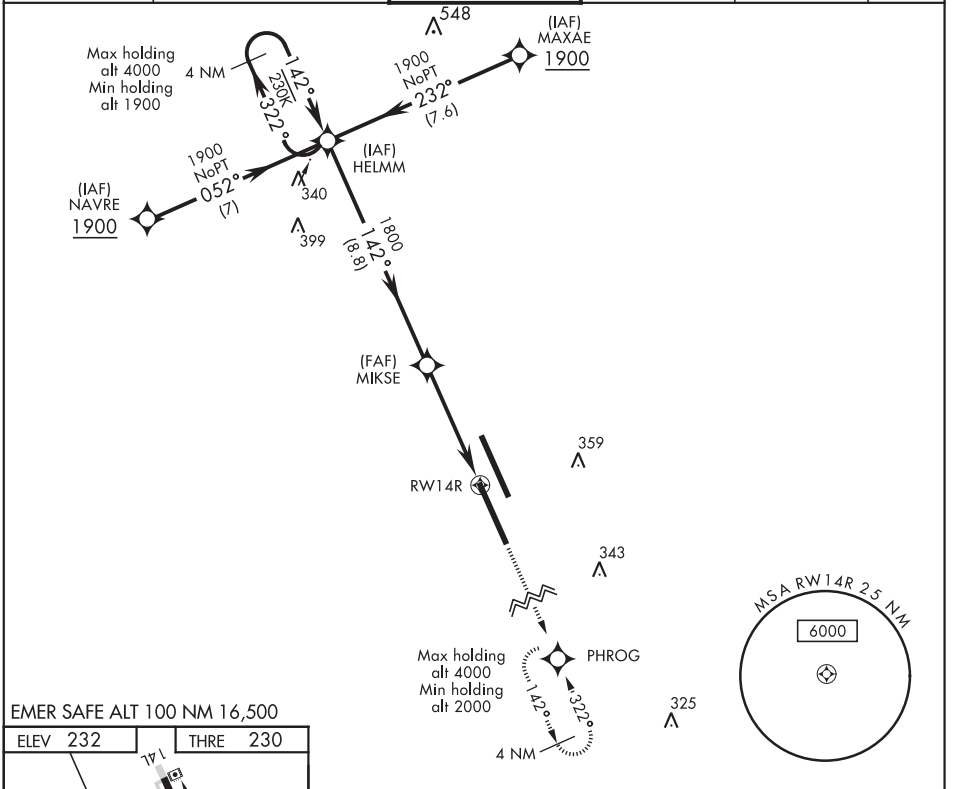 548
(IAF)
MAXAE
1900
Max holding
alt 4000
Min holding
alt 1900
4 NM
142°
230K
322°
1900
NoPT
232°
(7.6)
(IAF)
HELMM
1900
NoPT
052°
(7)
(IAF)
NAVRE
1900
340
399
1800
142°
(8.8)
(FAF)
MIKSE
359
RW14R
343
MSA RW14R 25 NM
6000
PHROG
Max holding
alt 4000
Min holding
alt 2000
142°
322°
4 NM
325
EMER SAFE ALT 100 NM 16,500
ELEV 232
THRE 230
14L